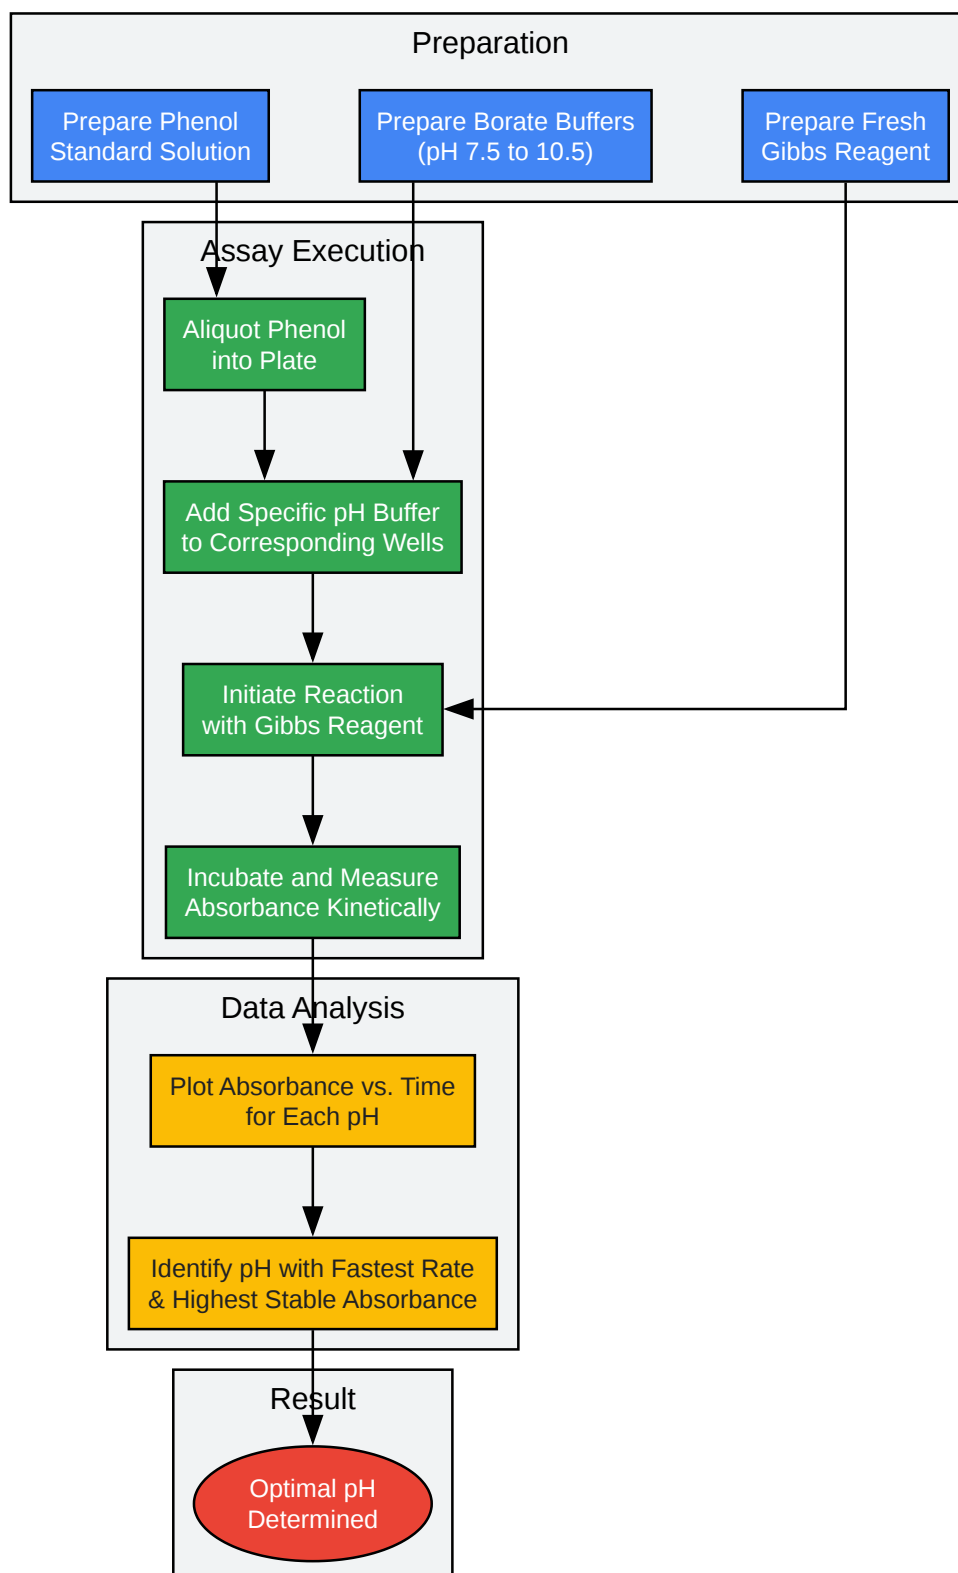 Preparation
Prepare Phenol
Standard Solution
Prepare Borate Buffers
(pH 7.5 to 10.5)
Prepare Fresh
Gibbs Reagent
Assay Execution
Aliquot Phenol
into Plate
Add Specific pH Buffer
to Corresponding Wells
Initiate Reaction
with Gibbs Reagent
Incubate and Measure
Absorbance Kinetically
Data Analysis
Plot Absorbance vs. Time
for Each pH
Identify pH with Fastest Rate
& Highest Stable Absorbance
Result
Optimal pH
Determined